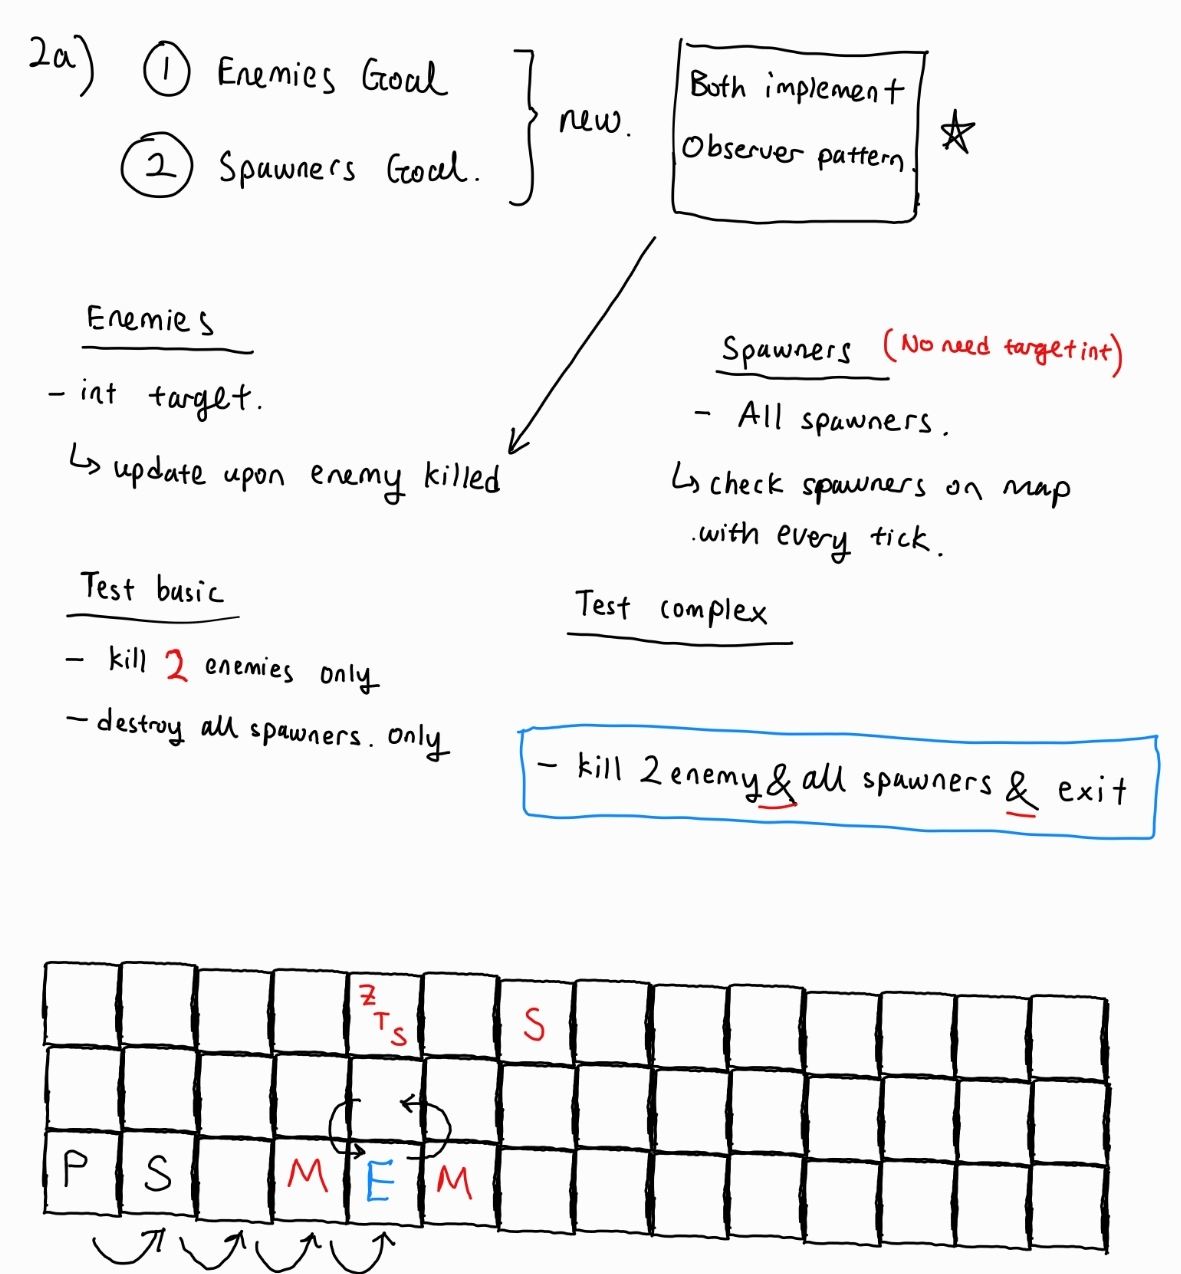 2a) ① Enemies Goal
② Spawners Goal.
new.
Both implement
Observer pattern.
Enemies
- int target.
↳ update upon enemy killed
Spawners (No need target int)
- All spawners.
↳ check spawners on map
with every tick.
Test basic
- kill 2 enemies only
- destroy all spawners. only
Test complex
- kill 2 enemy & all spawners & exit
Z
T
S
S
P S M E M